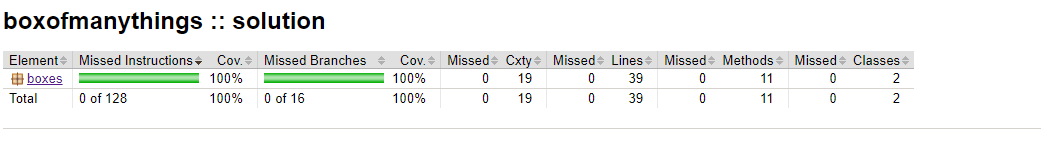 boxofmanythings :: solution
Element Missed Instructions Cov. Missed Branches Cov. Missed Cxty Missed Lines Missed Methods Missed Classes
boxes 100% 100% 0 19 0 39 0 11 0 2
Total 0 of 128 100% 0 of 16 100% 0 19 0 39 0 11 0 2